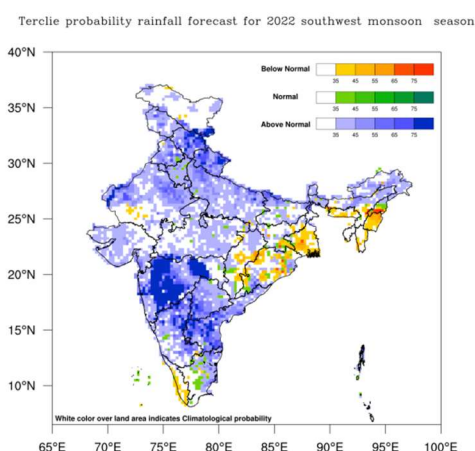 Terclie probability rainfall forecast for 2022 southwest monsoon season
40°N
35°N
30°N
25°N
20°N
15°N
10°N
Below Normal
35 45 55 65 75
Normal
35 45 55 65 75
Above Normal
35 45 55 65 75
White color over land area indicates Climatological probability
65°E 70°E 75°E 80°E 85°E 90°E 95°E 100°E